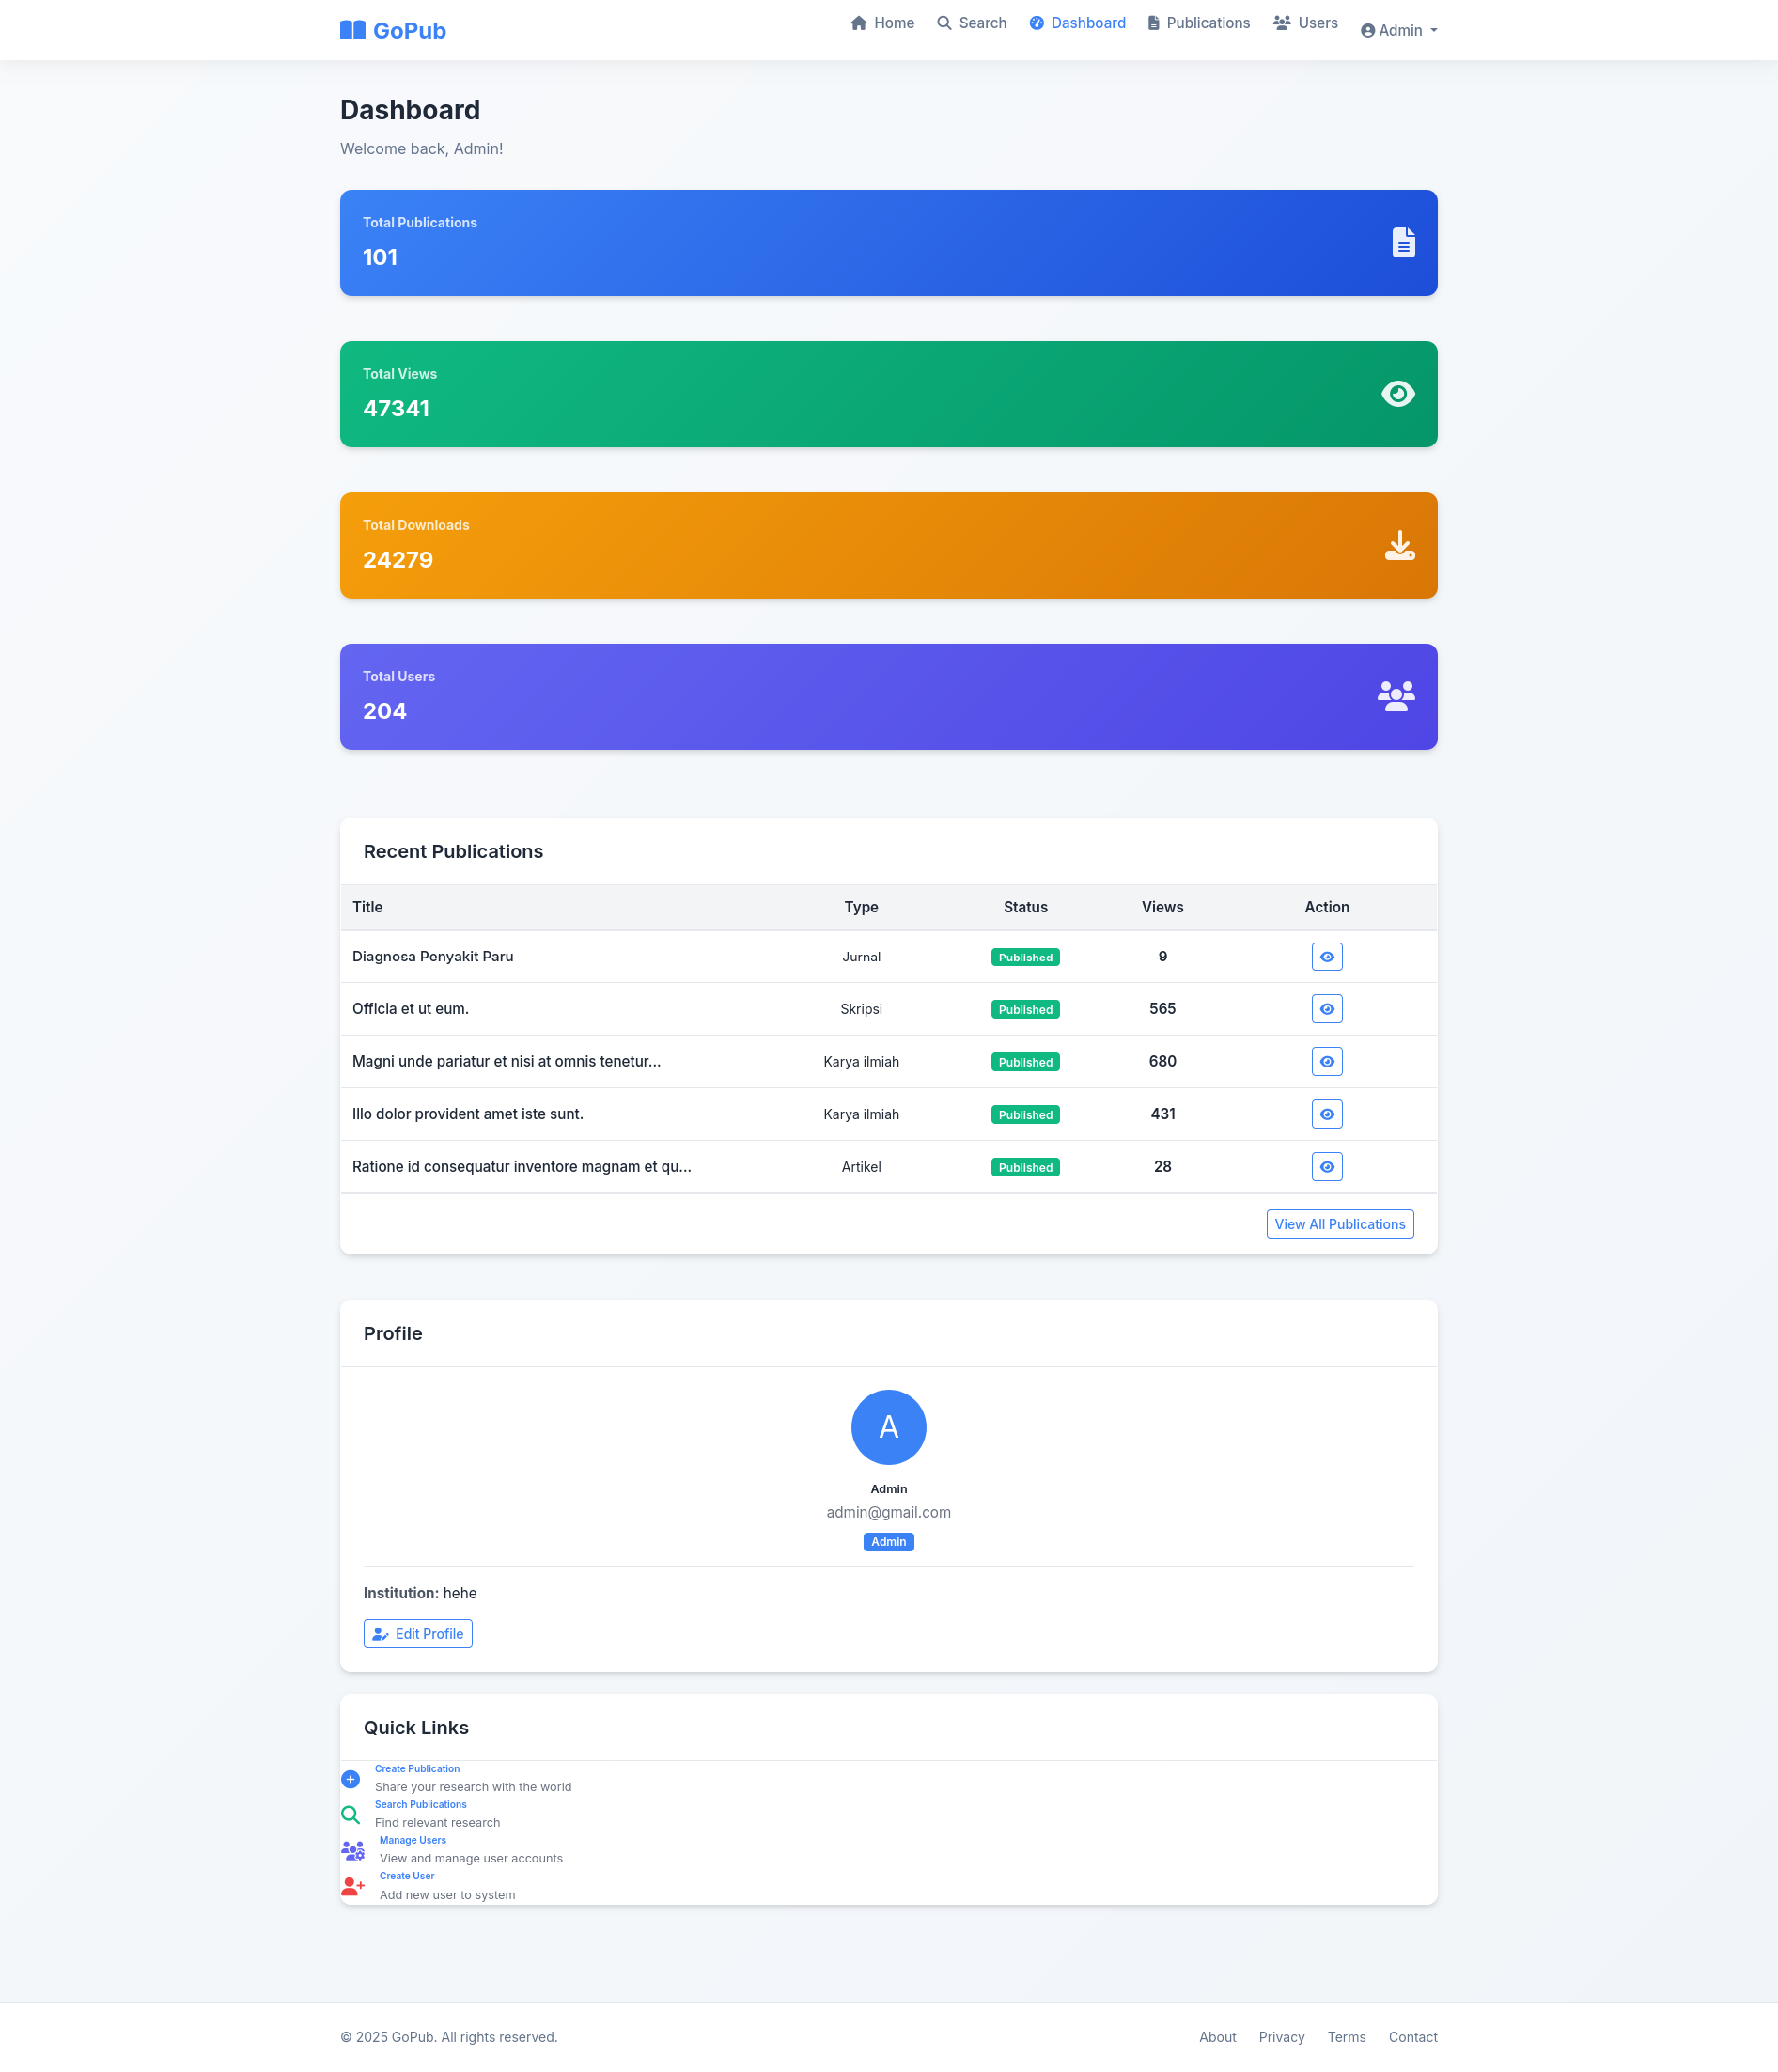 GoPub
Home Search Dashboard Publications Users Admin
Dashboard
Welcome back, Admin!
Total Publications
101
Total Views
47341
Total Downloads
24279
Total Users
204
Recent Publications
Title Type Status Views Action
Diagnosa Penyakit Paru Jurnal Published 9
Officia et ut eum. Skripsi Published 565
Magni unde pariatur et nisi at omnis tenetur... Karya ilmiah Published 680
Illo dolor provident amet iste sunt. Karya ilmiah Published 431
Ratione id consequatur inventore magnam et qu... Artikel Published 28
View All Publications
Profile
A
Admin
admin@gmail.com
Admin
Institution: hehe
Edit Profile
Quick Links
Create Publication
Share your research with the world
Search Publications
Find relevant research
Manage Users
View and manage user accounts
Create User
Add new user to system
© 2025 GoPub. All rights reserved. About Privacy Terms Contact